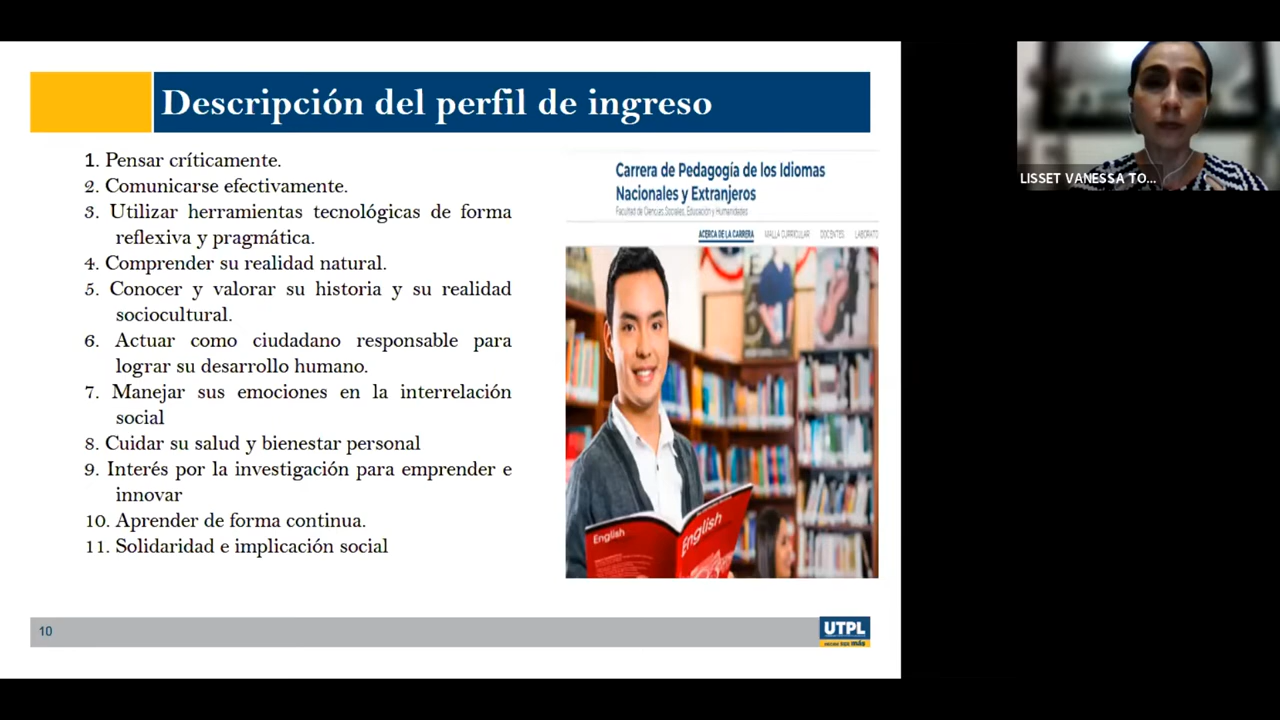 Descripción del perfil de ingreso
1. Pensar críticamente.
2. Comunicarse efectivamente.
3. Utilizar herramientas tecnológicas de forma
reflexiva y pragmática.
4. Comprender su realidad natural.
5. Conocer y valorar su historia y su realidad
sociocultural.
6. Actuar como ciudadano responsable para
lograr su desarrollo humano.
7. Manejar sus emociones en la interrelación
social
8. Cuidar su salud y bienestar personal
9. Interés por la investigación para emprender e
innovar
10. Aprender de forma continua.
11. Solidaridad e implicación social
Carrera de Pedagogía de los Idiomas
Nacionales y Extranjeros
Facultad de Ciencias Sociales, Educación y Humanidades
ACERCA DE LA CARRERA MALLA CURRICULAR DOCENTES LABORATO
English
English
10
UTPL
LISSET VANESSA TO...